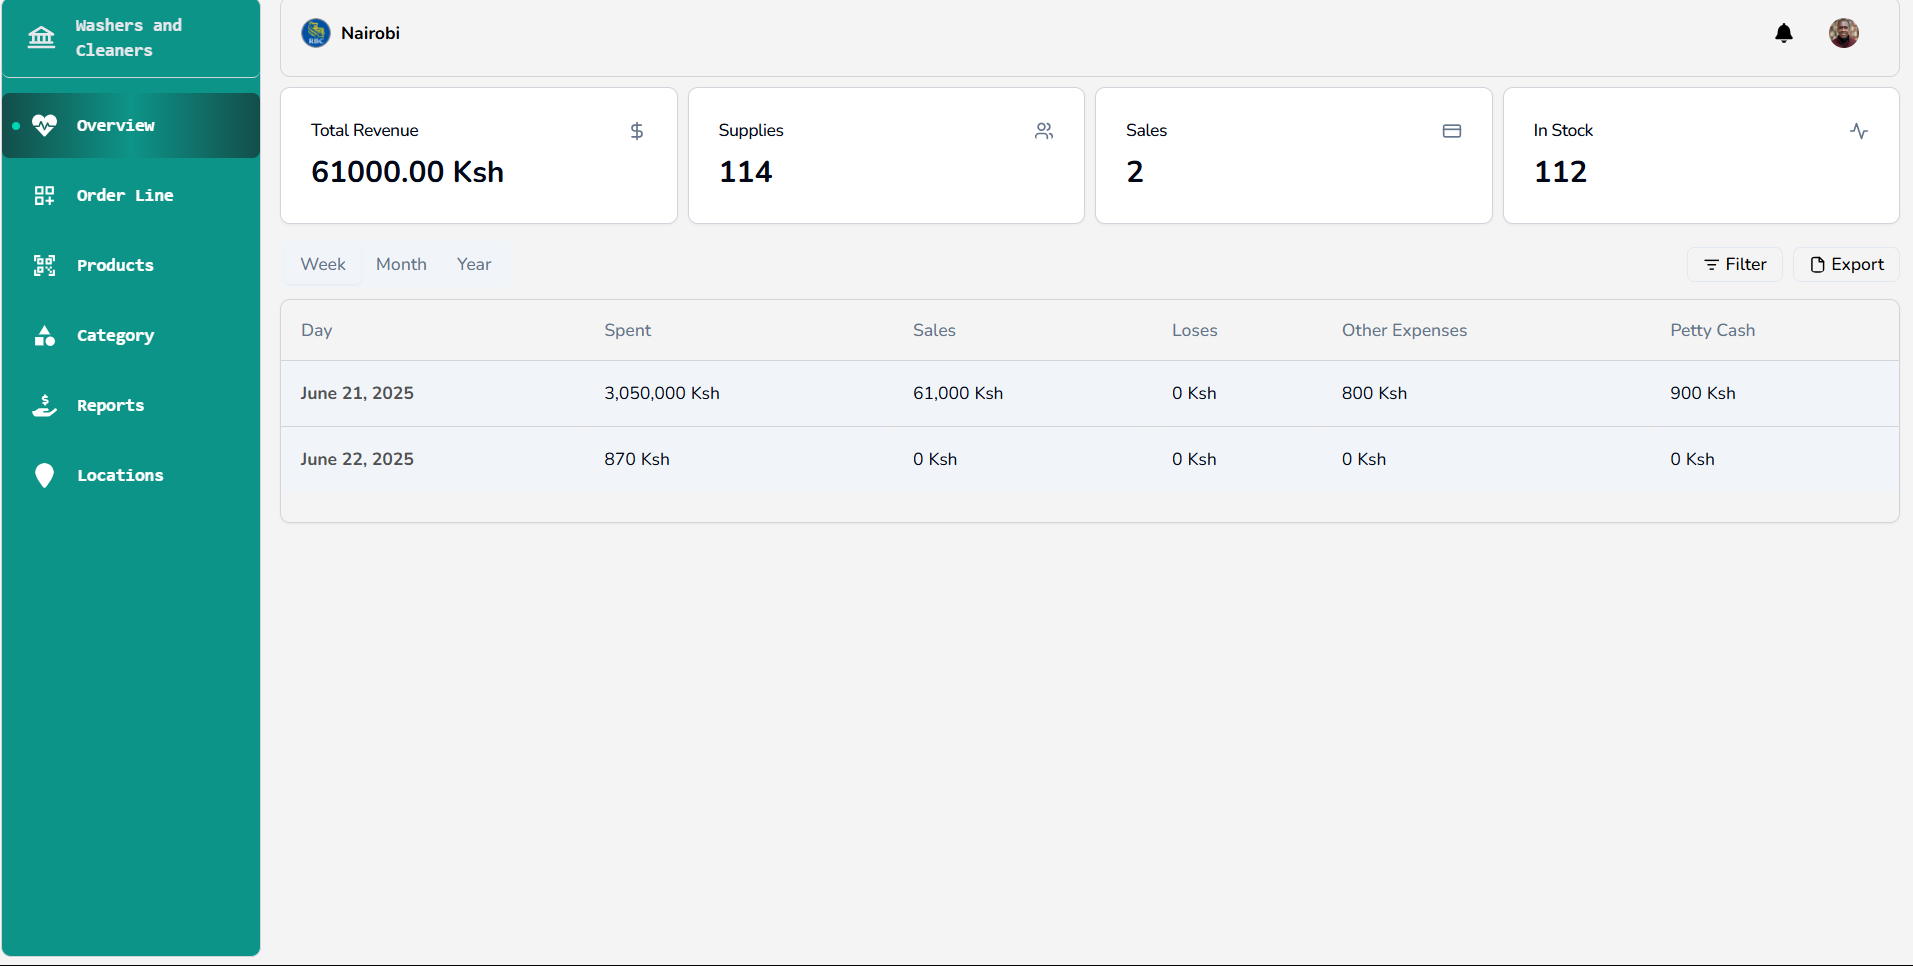 Washers and
Cleaners
Overview
Order Line
Products
Category
Reports
Locations
RBC
Nairobi
Total Revenue
61000.00 Ksh
Supplies
114
Sales
2
In Stock
112
Week Month Year
Filter Export
Day Spent Sales Loses Other Expenses Petty Cash
June 21, 2025 3,050,000 Ksh 61,000 Ksh 0 Ksh 800 Ksh 900 Ksh
June 22, 2025 870 Ksh 0 Ksh 0 Ksh 0 Ksh 0 Ksh